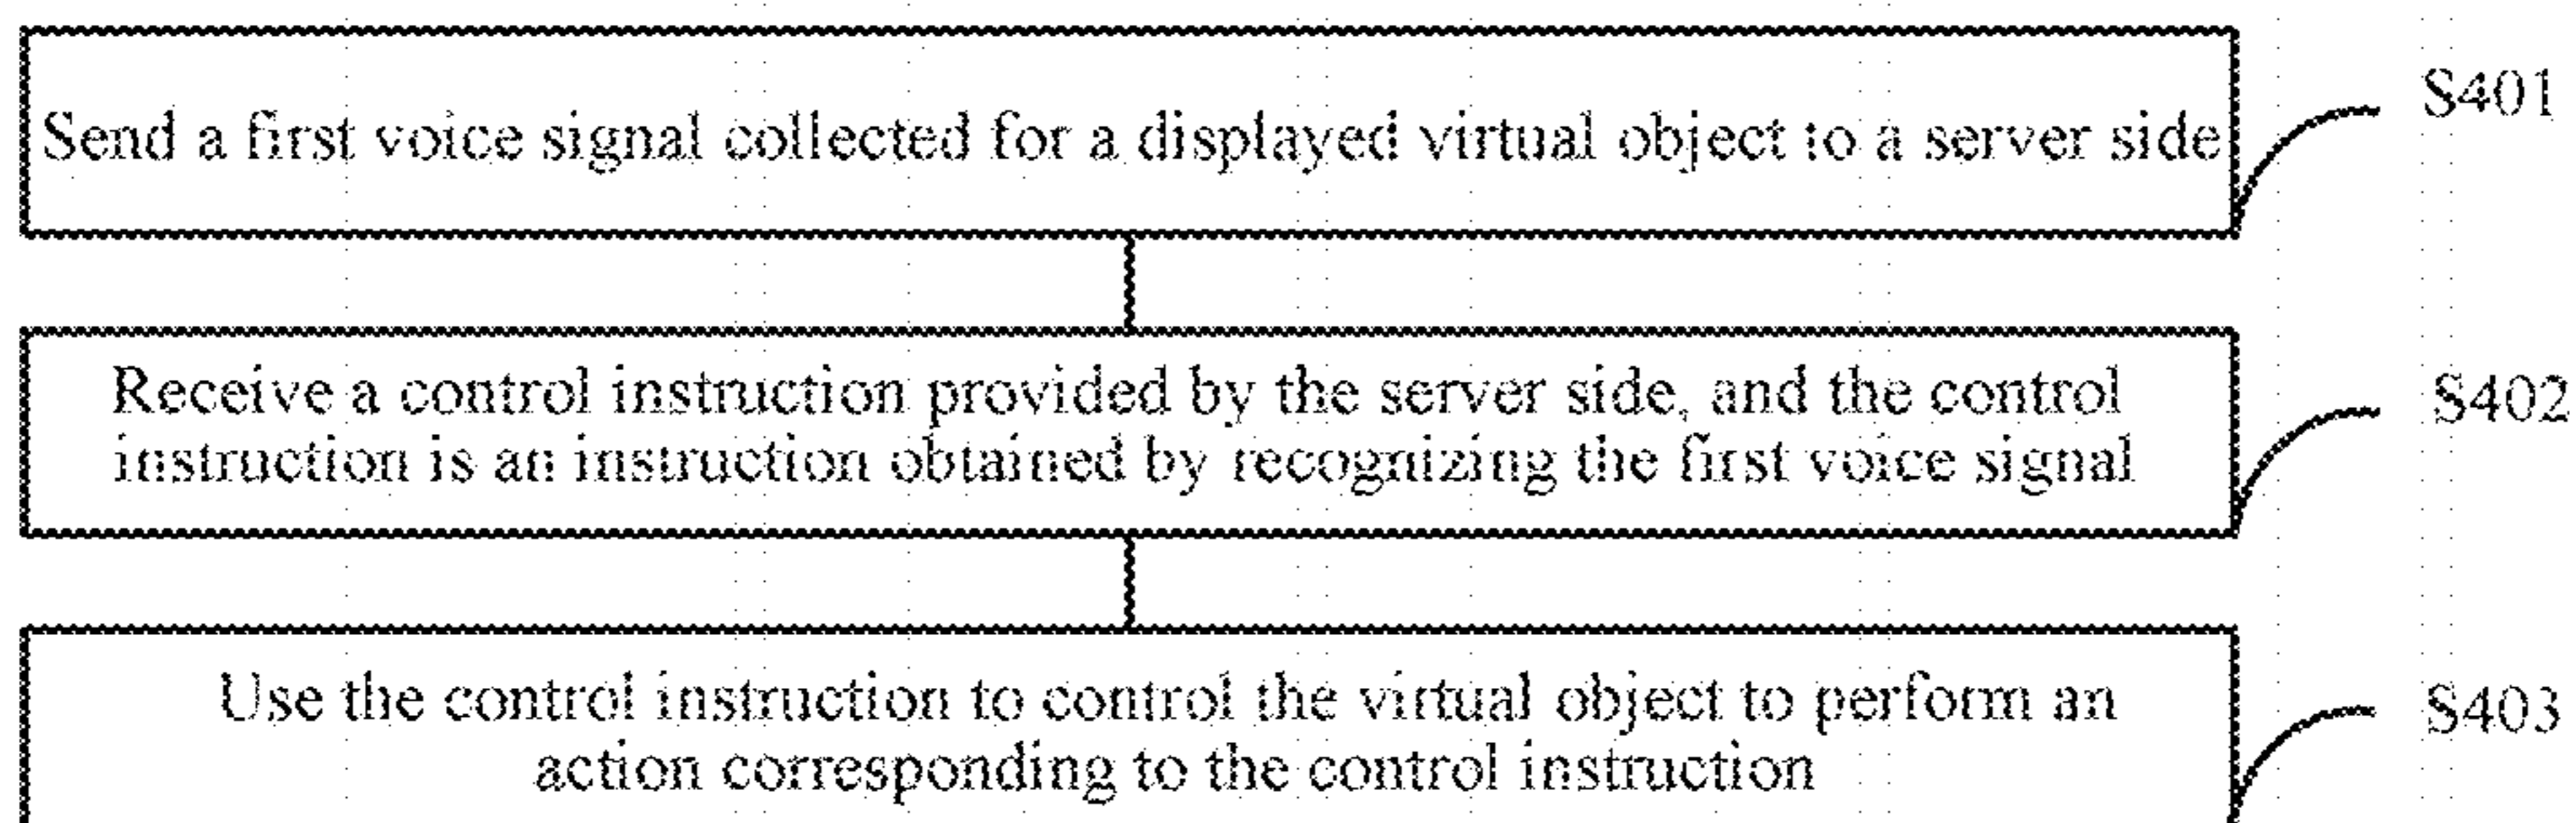 Send a first voice signal collected for a displayed virtual object to a server side
S401
Receive a control instruction provided by the server side, and the control
instruction is an instruction obtained by recognizing the first voice signal
S402
Use the control instruction to control the virtual object to perform an
action corresponding to the control instruction
S403